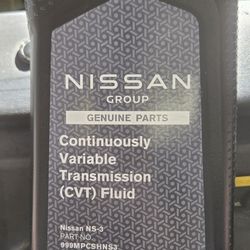 NISSAN
GROUP
GENUINE PARTS
Continuously
Variable
Transmission
(CVT) Fluid
Nissan NS-3
PART NO.
999MPCSHNS3